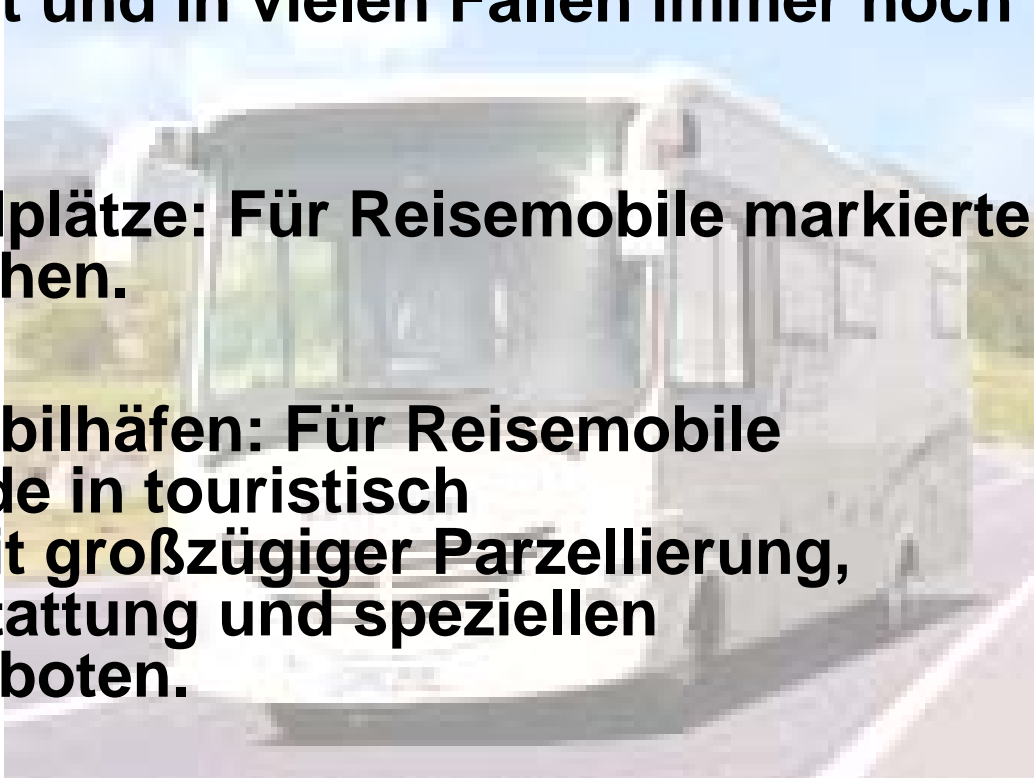 t und in vielen Fällen immer noch
lplätze: Für Reisemobile markierte
hen.
bilhäfen: Für Reisemobile
de in touristisch
it großzügiger Parzellierung,
tattung und speziellen
boten.